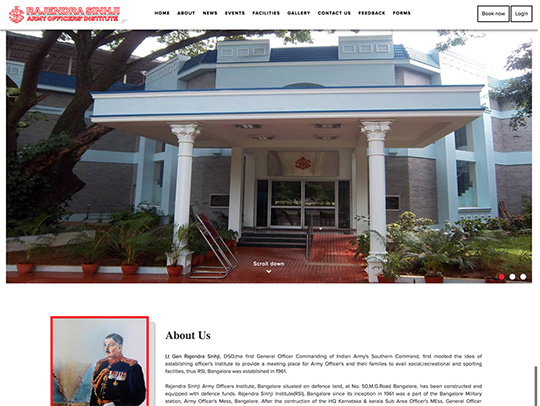 RAJENDRA SINHJI
ARMY OFFICERS' INSTITUTE
HOME ABOUT NEWS EVENTS FACILITIES GALLERY CONTACT US FEEDBACK FORMS
Book now Login
Scroll down
About Us
Lt Gen Rajendra Sinhji, DSO,the first General Officer Commanding of Indian Army's Southern Command, first mooted the idea of
establishing officer's Institute to provide a meeting place for Army Officer's and their families to avail social,recreational and sporting
facilities, thus RSI, Bangalore was established in 1961.
Rajendra Sinhji Army Officers Institute, Bangalore situated on defence land, at No. 50,M.G.Road Bangalore, has been constructed and
equipped with defence funds. Rajendra Sinhji Institute(RSI), Bangalore since its inception in 1961 was a part of the Bangalore Military
station, Army Officer's Mess, Bangalore. After the contruction of the HQ Karnataka & kerala Sub Area Officer's MEss, General Officer